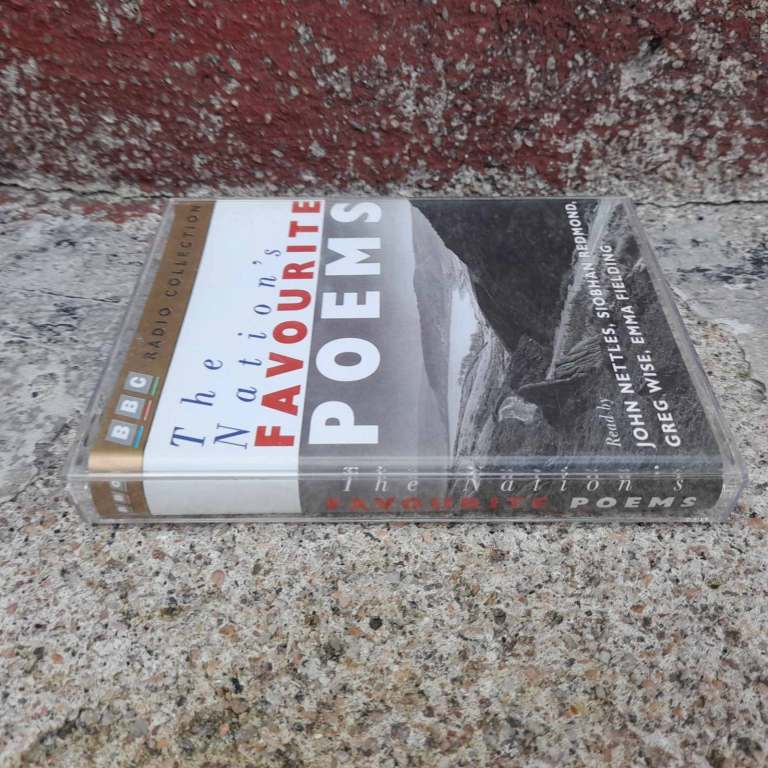 BBC RADIO COLLECTION
The
Nation's
FAVOURITE
POEMS
Read by
JOHN NETTLES, SIOBHAN REDMOND,
GREG WISE, EMMA FIELDING
BBC
The Nation's
FAVOURITE POEMS